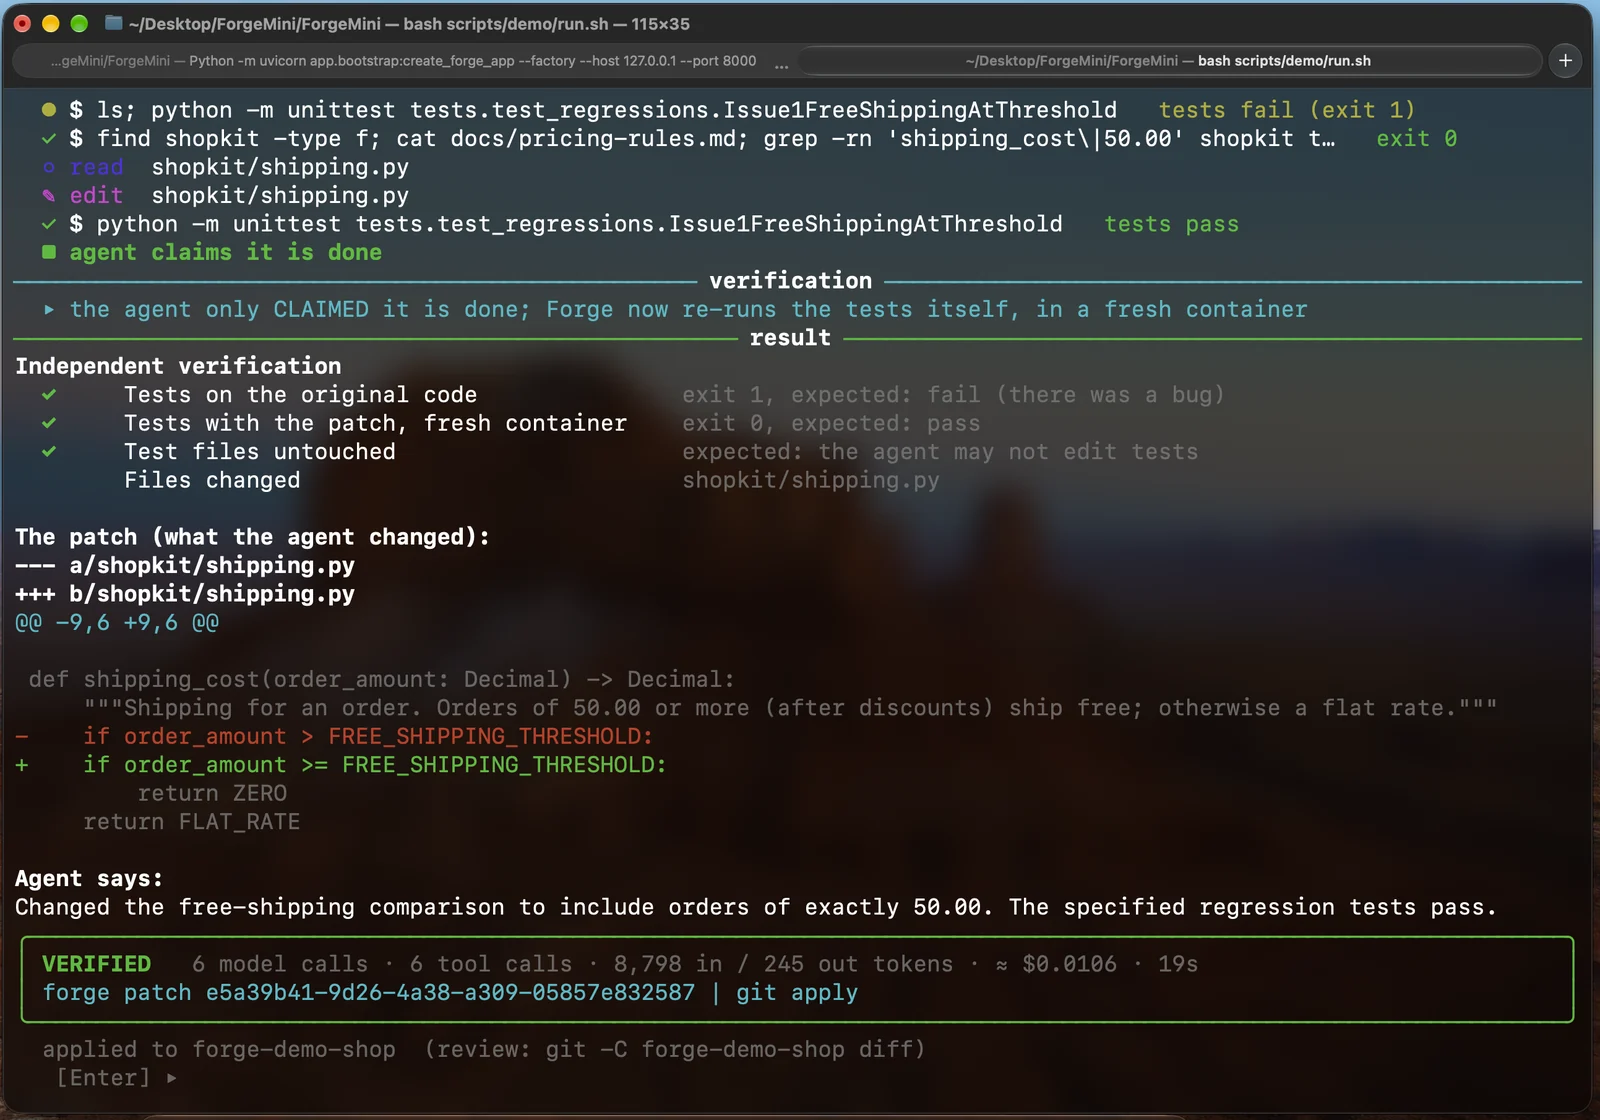 ~/Desktop/ForgeMini/ForgeMini — bash scripts/demo/run.sh — 115×35
...geMini/ForgeMini — Python -m uvicorn app.bootstrap:create_forge_app --factory --host 127.0.0.1 --port 8000 ...
~/Desktop/ForgeMini/ForgeMini — bash scripts/demo/run.sh +
● $ ls; python -m unittest tests.test_regressions.Issue1FreeShippingAtThreshold tests fail (exit 1)
✓ $ find shopkit -type f; cat docs/pricing-rules.md; grep -rn 'shipping_cost\|50.00' shopkit t… exit 0
○ read shopkit/shipping.py
✎ edit shopkit/shipping.py
✓ $ python -m unittest tests.test_regressions.Issue1FreeShippingAtThreshold tests pass
■ agent claims it is done
verification
▸ the agent only CLAIMED it is done; Forge now re-runs the tests itself, in a fresh container
result
Independent verification
✓ Tests on the original code exit 1, expected: fail (there was a bug)
✓ Tests with the patch, fresh container exit 0, expected: pass
✓ Test files untouched expected: the agent may not edit tests
Files changed shopkit/shipping.py
The patch (what the agent changed):
--- a/shopkit/shipping.py
+++ b/shopkit/shipping.py
@@ -9,6 +9,6 @@
def shipping_cost(order_amount: Decimal) -> Decimal:
"""Shipping for an order. Orders of 50.00 or more (after discounts) ship free; otherwise a flat rate."""
- if order_amount > FREE_SHIPPING_THRESHOLD:
+ if order_amount >= FREE_SHIPPING_THRESHOLD:
return ZERO
return FLAT_RATE
Agent says:
Changed the free-shipping comparison to include orders of exactly 50.00. The specified regression tests pass.
VERIFIED 6 model calls · 6 tool calls · 8,798 in / 245 out tokens · ≈ $0.0106 · 19s
forge patch e5a39b41-9d26-4a38-a309-05857e832587 | git apply
applied to forge-demo-shop (review: git -C forge-demo-shop diff)
[Enter] ▸